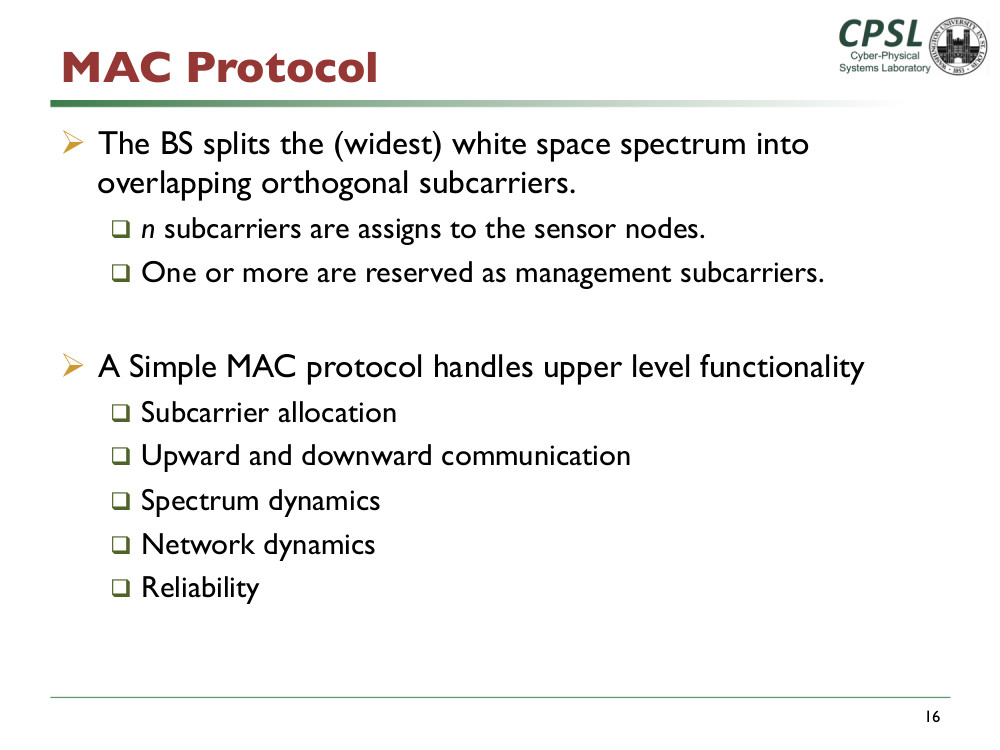 MAC Protocol
CPSL
Cyber-Physical
Systems Laboratory
WASHINGTON UNIVERSITY IN ST. LOUIS
1853
The BS splits the (widest) white space spectrum into
overlapping orthogonal subcarriers.
n subcarriers are assigns to the sensor nodes.
One or more are reserved as management subcarriers.
A Simple MAC protocol handles upper level functionality
Subcarrier allocation
Upward and downward communication
Spectrum dynamics
Network dynamics
Reliability
16